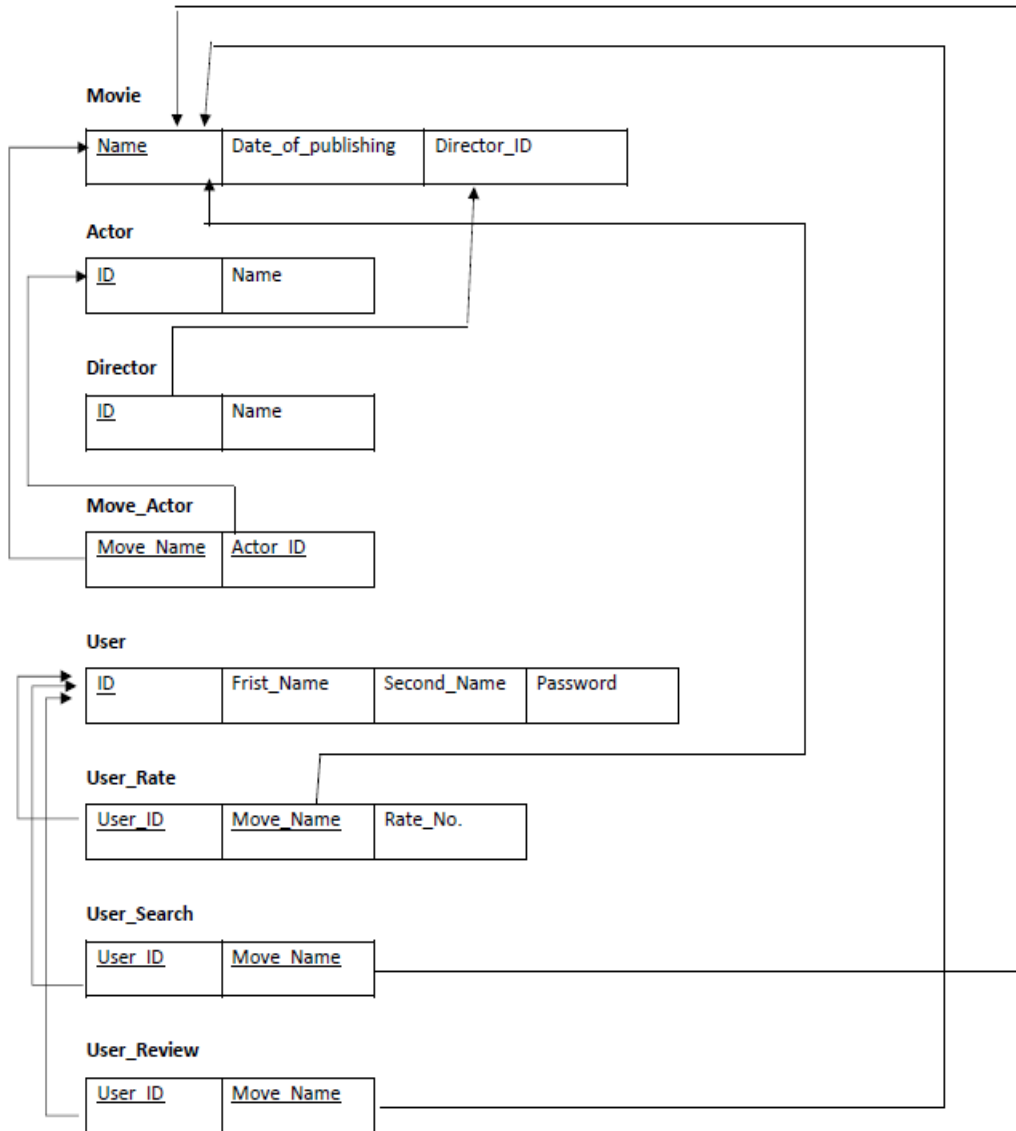 Movie
Name Date_of_publishing Director_ID
Actor
ID Name
Director
ID Name
Move_Actor
Move_Name Actor_ID
User
ID Frist_Name Second_Name Password
User_Rate
User_ID Move_Name Rate_No.
User_Search
User_ID Move_Name
User_Review
User_ID Move_Name